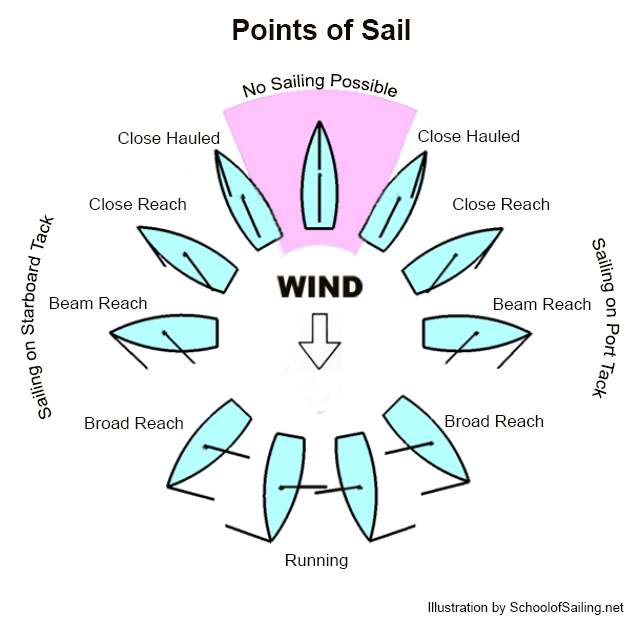 Points of Sail
No Sailing Possible
Close Hauled
Close Hauled
Close Reach
Close Reach
WIND
Beam Reach
Beam Reach
Sailing on Starboard Tack
Sailing on Port Tack
Broad Reach
Broad Reach
Running
Illustration by SchoolofSailing.net